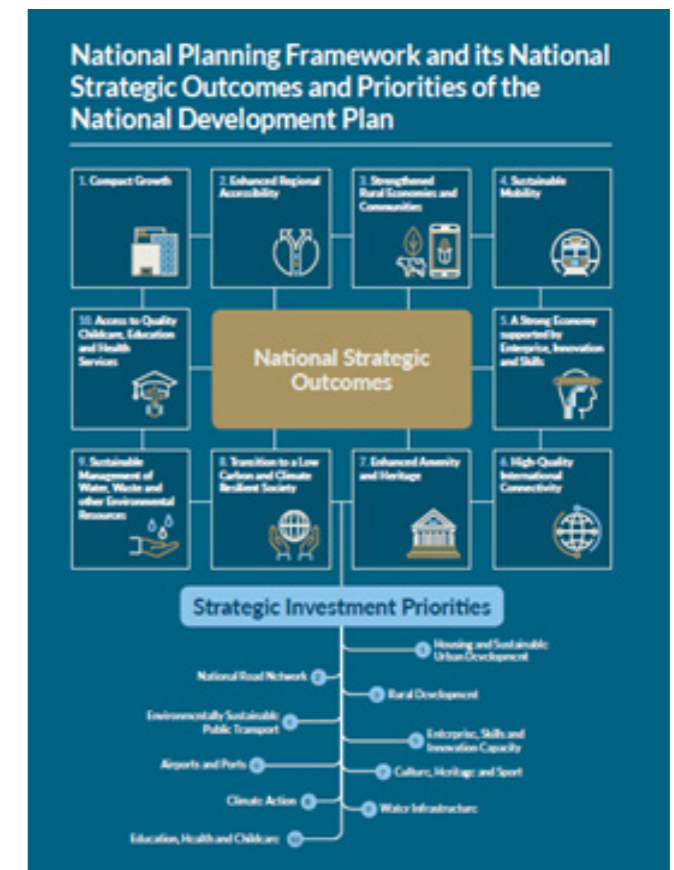 National Planning Framework and its National
Strategic Outcomes and Priorities of the
National Development Plan
1. Compact Growth
2. Enhanced Regional
Accessibility
3. Strengthened
Rural Economies and
Communities
4. Sustainable
Mobility
10. Access to Quality
Childcare, Education
and Health
Services
National Strategic
Outcomes
5. A Strong Economy
supported by
Enterprise, Innovation
and Skills
9. Sustainable
Management of
Water, Waste and
other Environmental
Resources
8. Transition to a Low
Carbon and Climate
Resilient Society
7. Enhanced Amenity
and Heritage
6. High-Quality
International
Connectivity
Strategic Investment Priorities
1 Housing and Sustainable
Urban Development
National Road Network 2
3 Rural Development
Environmentally Sustainable
Public Transport
Enterprise, Skills and
Innovation Capacity
Airports and Ports
7 Culture, Heritage and Sport
Climate Action
Water Infrastructure
Education, Health and Childcare 10